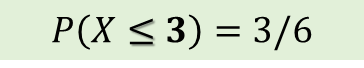 P(X ≤ 3) = 3/6